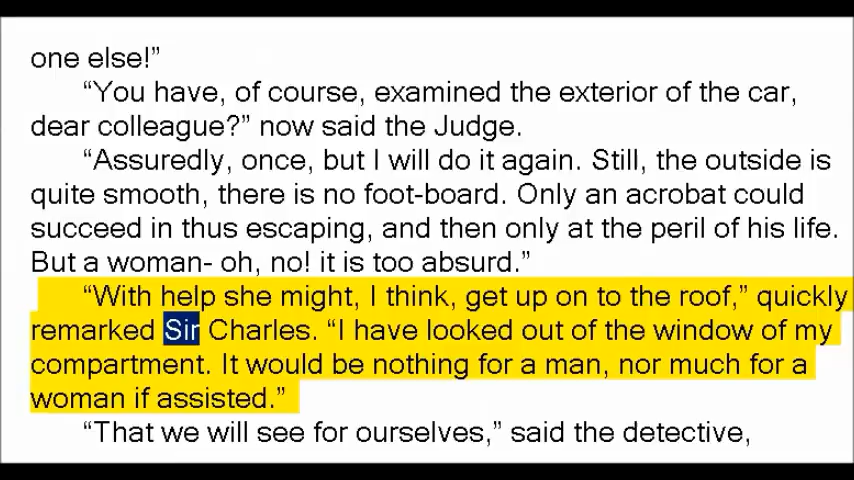 one else!”
“You have, of course, examined the exterior of the car,
dear colleague?” now said the Judge.
“Assuredly, once, but I will do it again. Still, the outside is
quite smooth, there is no foot-board. Only an acrobat could
succeed in thus escaping, and then only at the peril of his life.
But a woman- oh, no! it is too absurd.”
“With help she might, I think, get up on to the roof,” quickly
remarked Sir Charles. “I have looked out of the window of my
compartment. It would be nothing for a man, nor much for a
woman if assisted.”
“That we will see for ourselves,” said the detective,